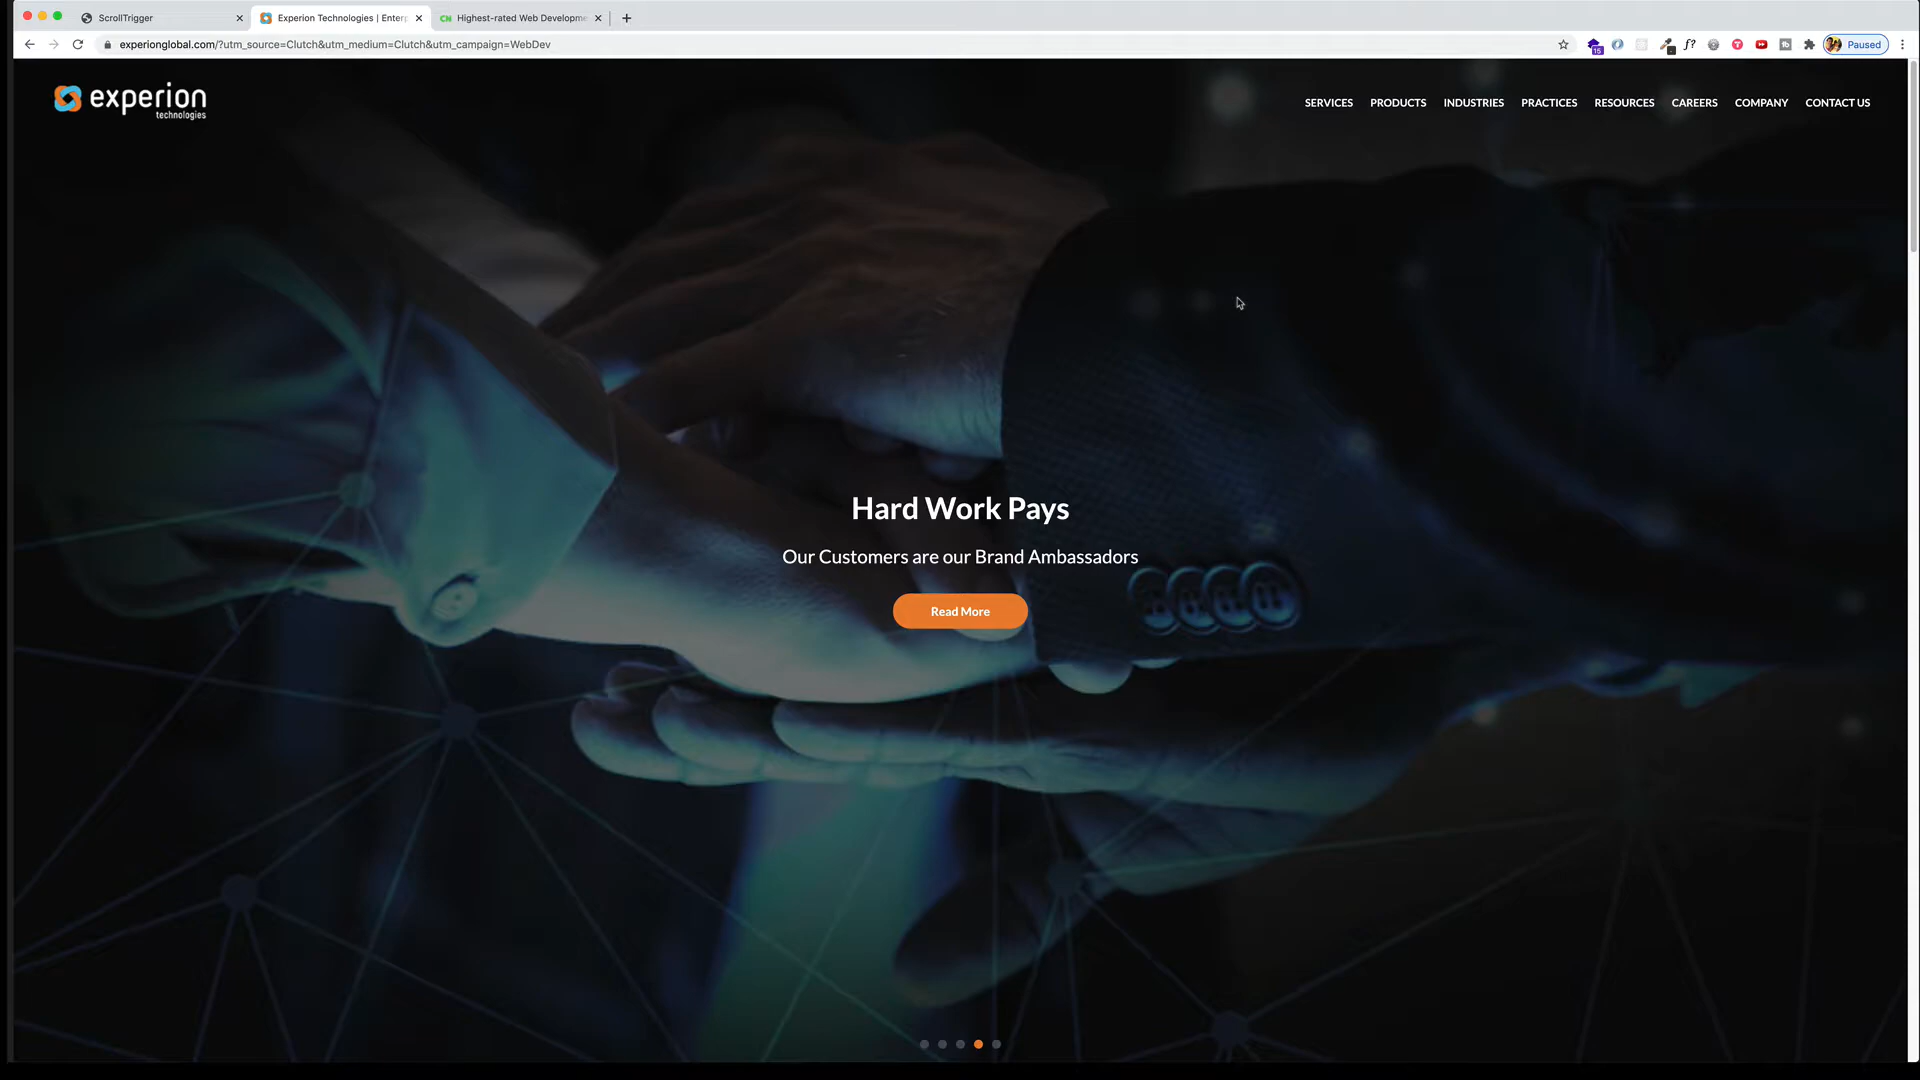 ScrollTrigger
Experion Technologies | Enter
Highest-rated Web Developme
experionglobal.com/?utm_source=Clutch&utm_medium=Clutch&utm_campaign=WebDev
15
f?
Paused
experion
technologies
SERVICES PRODUCTS INDUSTRIES PRACTICES RESOURCES CAREERS COMPANY CONTACT US
Hard Work Pays
Our Customers are our Brand Ambassadors
Read More